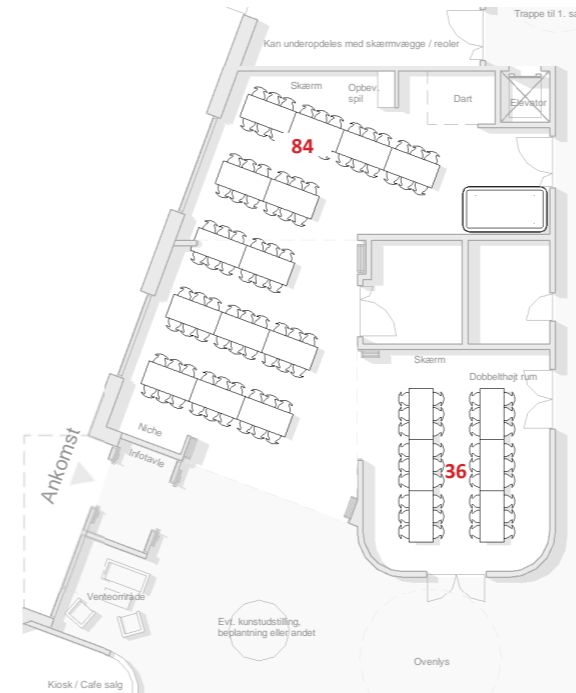 Trappe til 1. sa
Kan underopdeles med skærmvægge / reoler
Skærm
Opbev.
spil
Dart
Elevator
84
Skærm
Dobbelthøjt rum
36
Niche
Infotavle
Ankomst
Venteområde
Evt. kunstudstilling,
beplantning eller andet
Ovenlys
Kiosk / Cafe salg